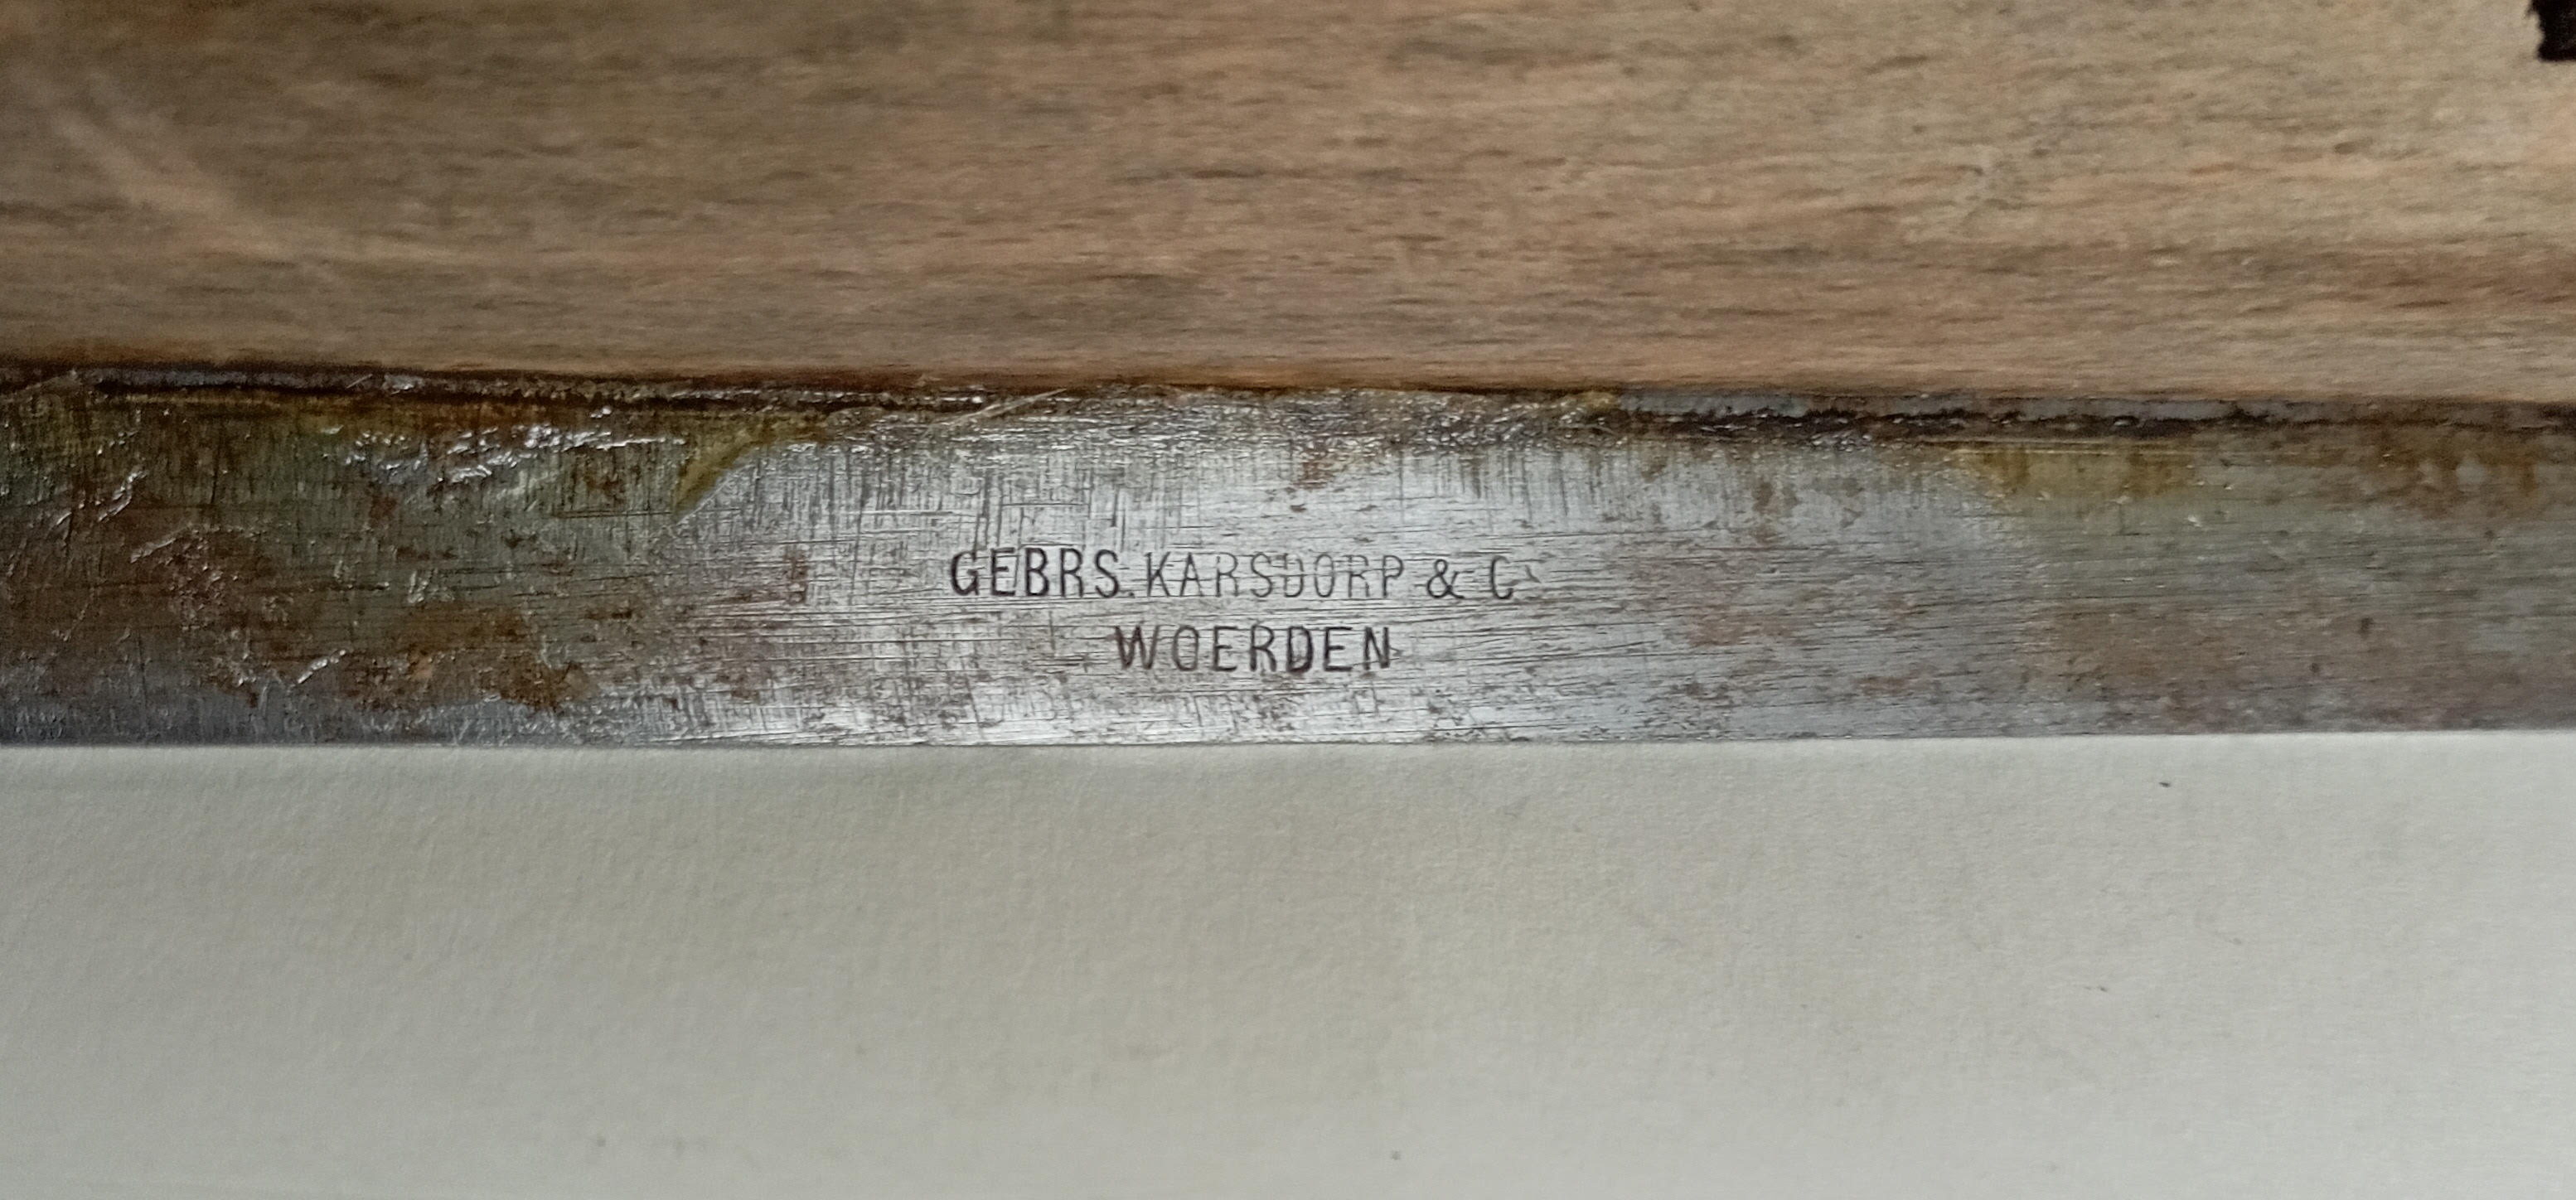 GEBRS. KARSDORP & C
WOERDEN